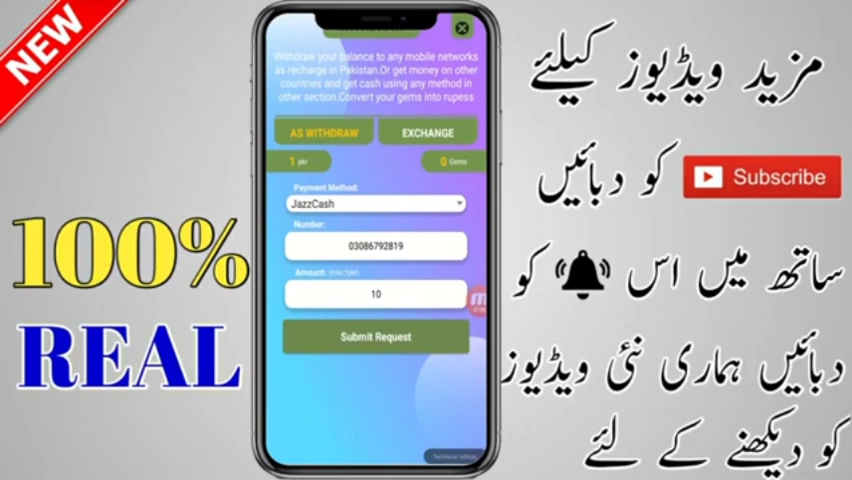 NEW
100%
REAL
Withdraw your balance to any mobile networks
as recharge in Pakistan.Or get money on other
countries and get cash using any method in
other section.Convert your gems into rupess
AS WITHDRAW
EXCHANGE
1 pkr
0 Gems
Payment Method:
JazzCash
Number:
03086792819
Amount:
10
Submit Request
مزید ویڈیوز کیلئے
Subscribe کو دبائیں
ساتھ میں اس کو
دبائیں ہماری نئی ویڈیوز
کو دیکھنے کے لئے